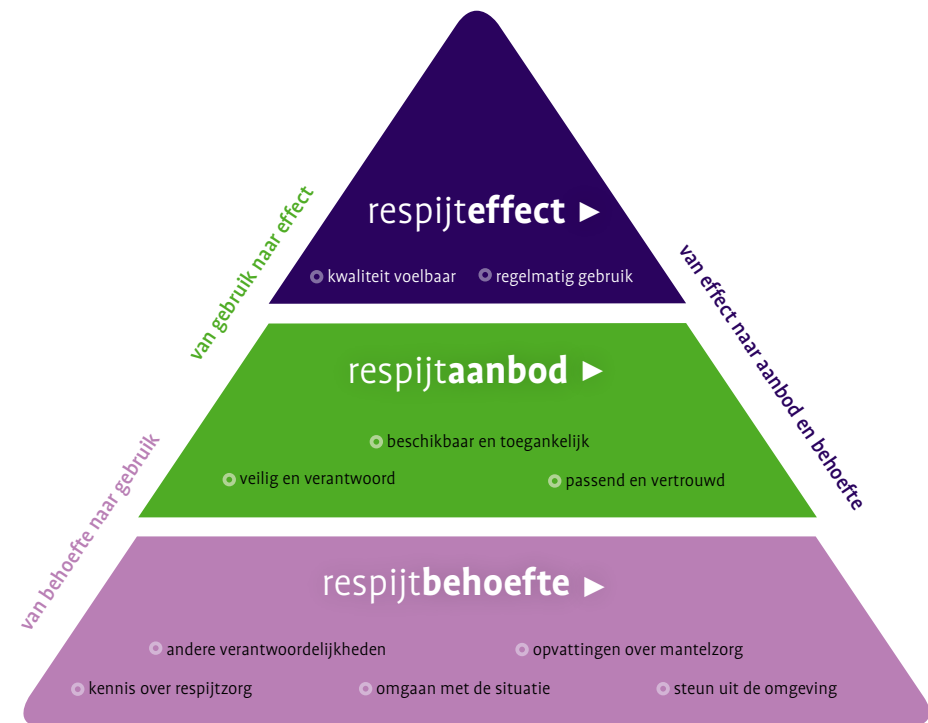 respijteffect ►
kwaliteit voelbaar
regelmatig gebruik
van gebruik naar effect
van effect naar aanbod en behoefte
respijtaanbod ►
beschikbaar en toegankelijk
veilig en verantwoord
passend en vertrouwd
van behoefte naar gebruik
respijtbehoefte ►
andere verantwoordelijkheden
opvattingen over mantelzorg
kennis over respijtzorg
omgaan met de situatie
steun uit de omgeving